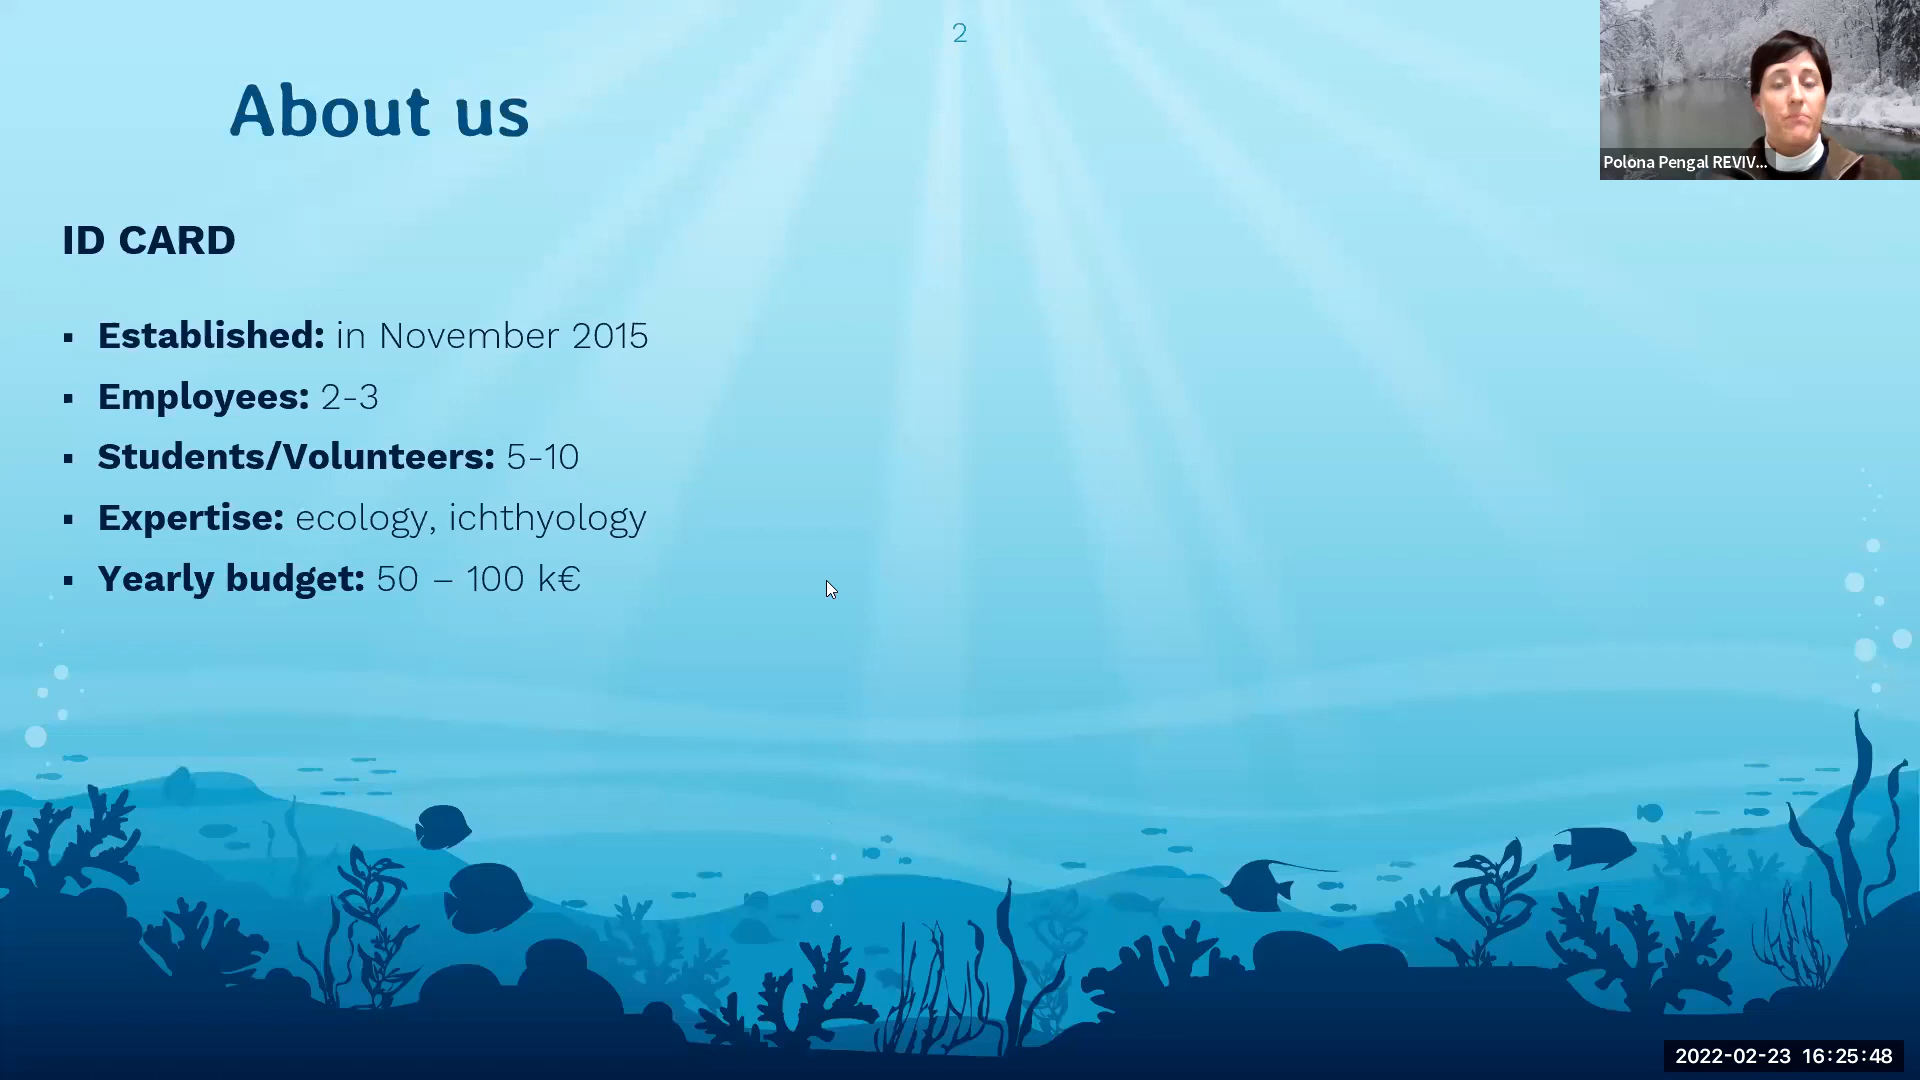 2
About us
Polona Pengal REVIV...
ID CARD
▪ Established: in November 2015
▪ Employees: 2-3
▪ Students/Volunteers: 5-10
▪ Expertise: ecology, ichthyology
▪ Yearly budget: 50 – 100 k€
2022-02-23 16:25:48